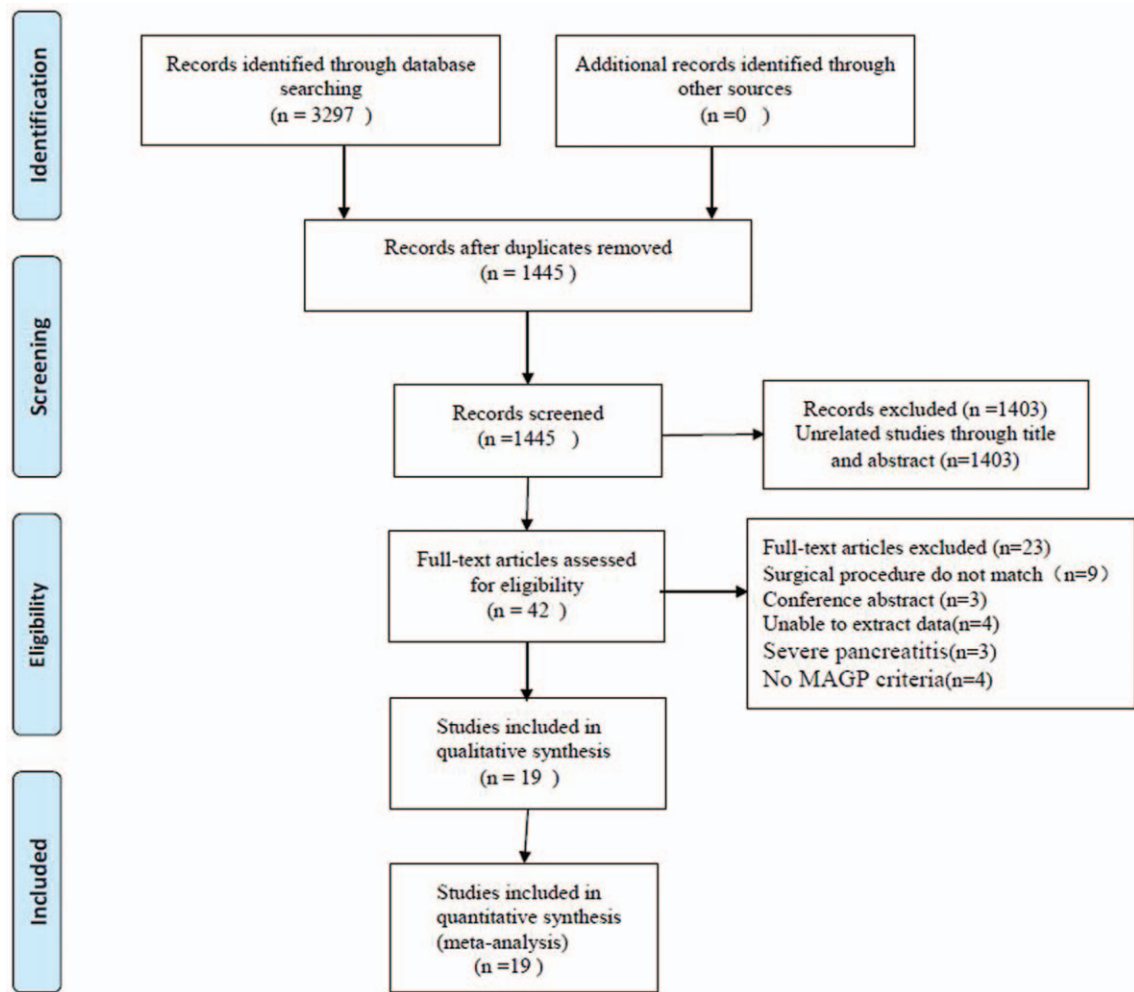 Identification
Records identified through database
searching
(n = 3297 )
Additional records identified through
other sources
(n =0 )
Records after duplicates removed
(n = 1445 )
Screening
Records screened
(n =1445 )
Records excluded (n =1403)
Unrelated studies through title
and abstract (n=1403)
Eligibility
Full-text articles assessed
for eligibility
(n = 42 )
Full-text articles excluded (n=23)
Surgical procedure do not match（n=9）
Conference abstract (n=3)
Unable to extract data(n=4)
Severe pancreatitis(n=3)
No MAGP criteria(n=4)
Studies included in
qualitative synthesis
(n = 19 )
Included
Studies included in
quantitative synthesis
(meta-analysis)
(n =19 )